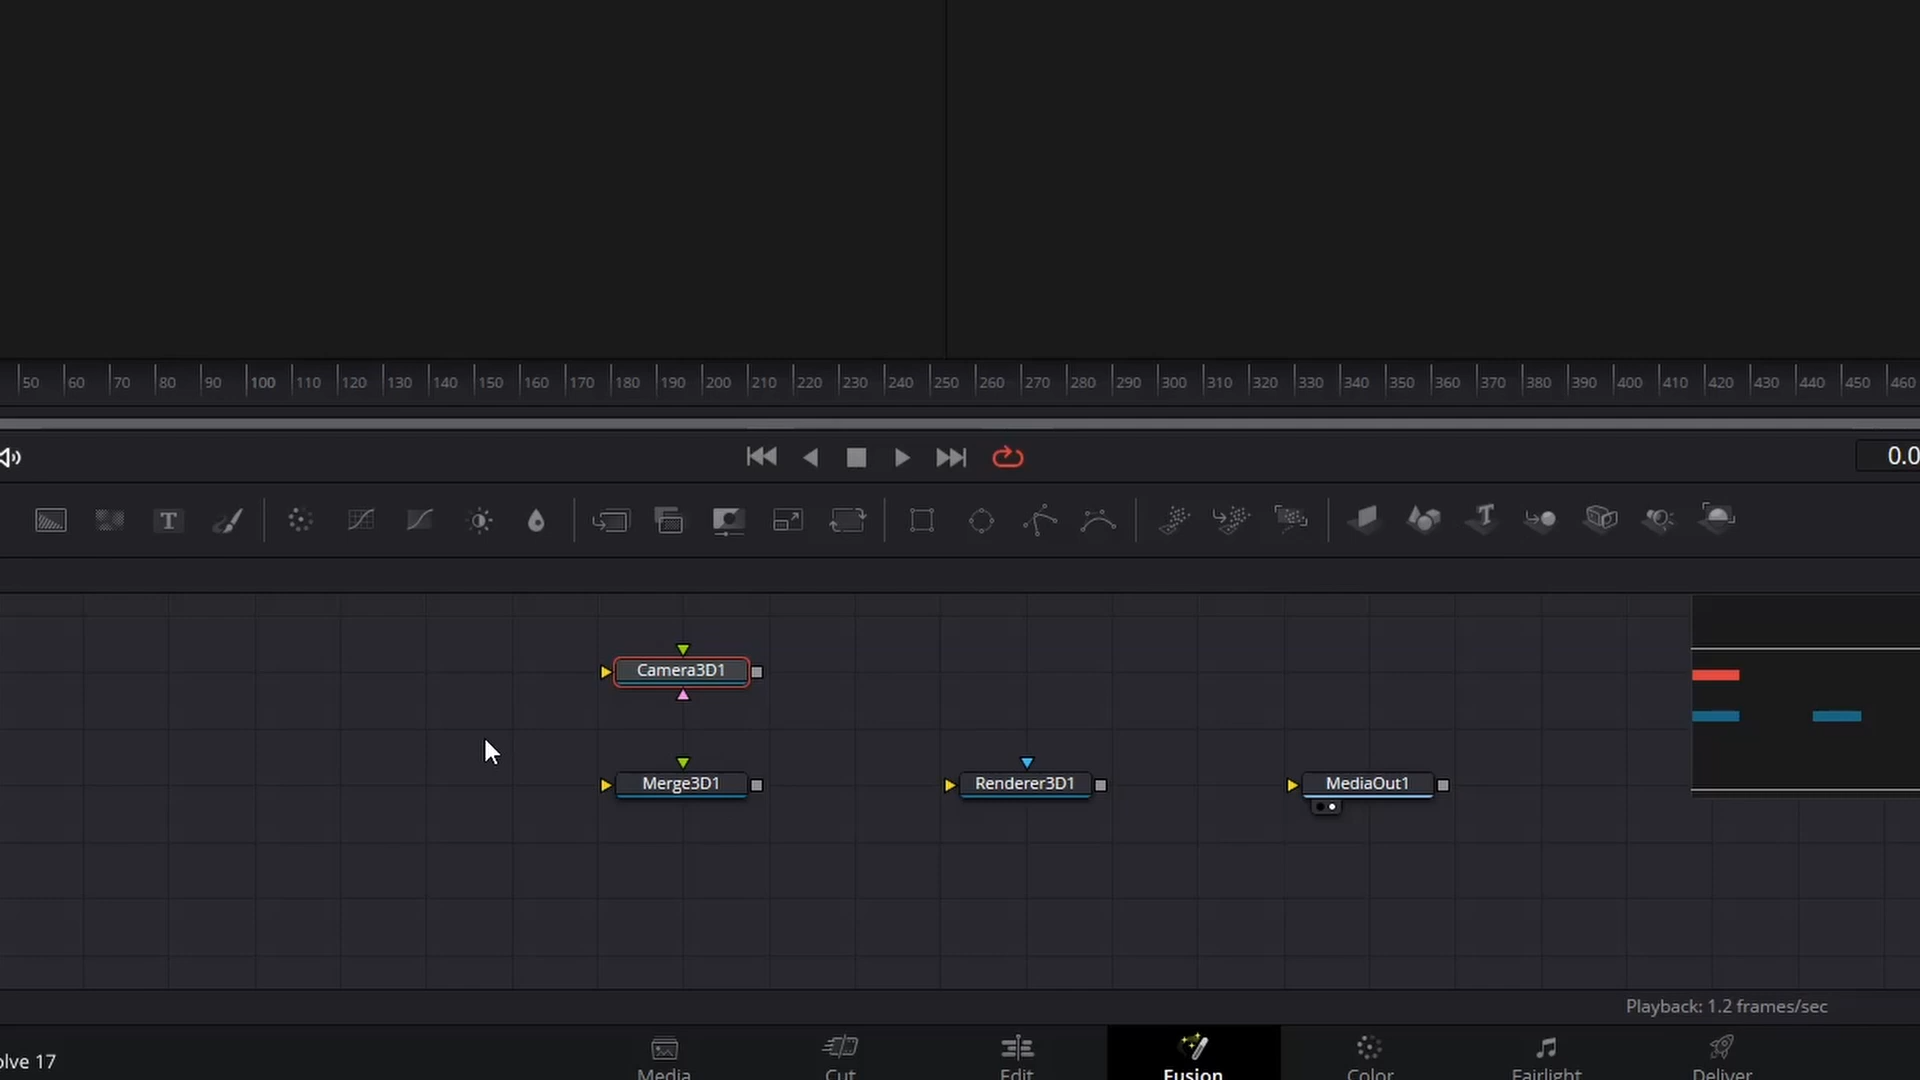 50 60 70 80 90 100 110 120 130 140 150 160 170 180 190 200 210 220 230 240 250 260 270 280 290 300 310 320 330 340 350 360 370 380 390 400 410 420 430 440 450 460
0.0
T
Camera3D1
Merge3D1 Renderer3D1 MediaOut1
Playback: 1.2 frames/sec
olve 17
Media Cut Edit Fusion Color Fairlight Deliver